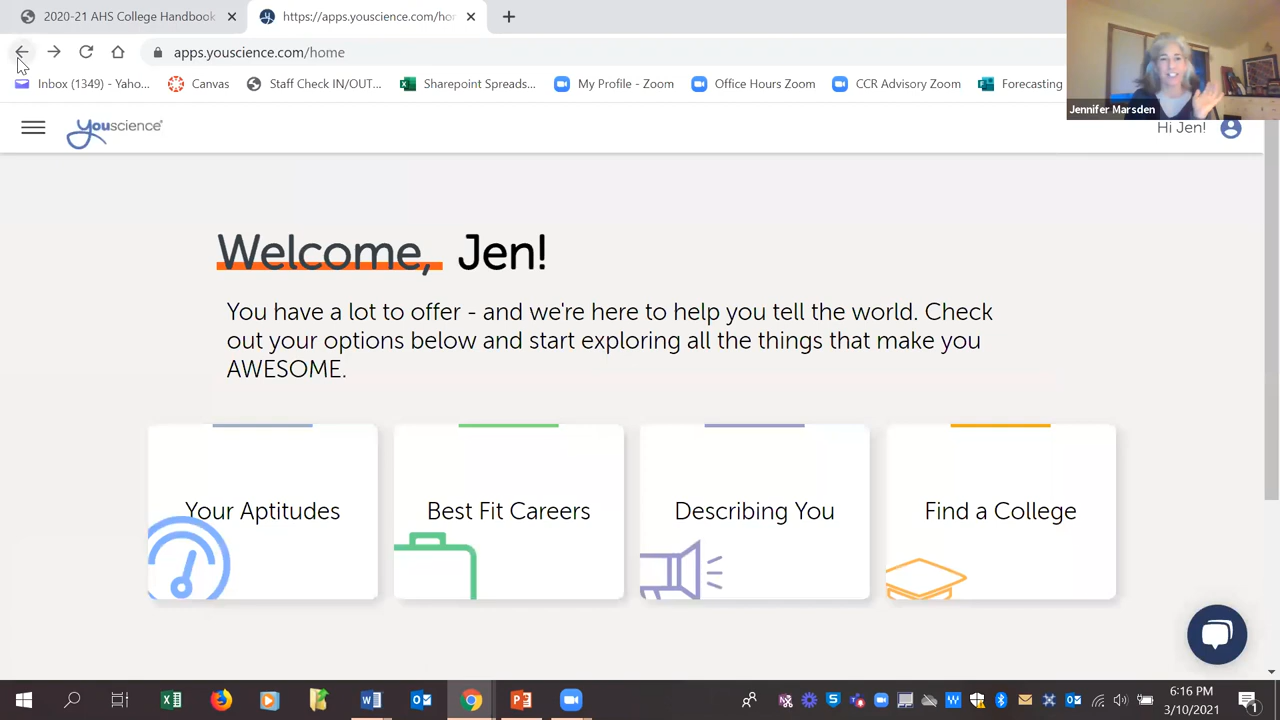 2020-21 AHS College Handbook
https://apps.youscience.com/hor
apps.youscience.com/home
Inbox (1349) - Yaho...
Canvas
Staff Check IN/OUT...
Sharepoint Spreads...
My Profile - Zoom
Office Hours Zoom
CCR Advisory Zoom
Forecasting
Jennifer Marsden
youscience
Hi Jen!
Welcome, Jen!
You have a lot to offer - and we're here to help you tell the world. Check
out your options below and start exploring all the things that make you
AWESOME.
Your Aptitudes
Best Fit Careers
Describing You
Find a College
6:16 PM
3/10/2021
1